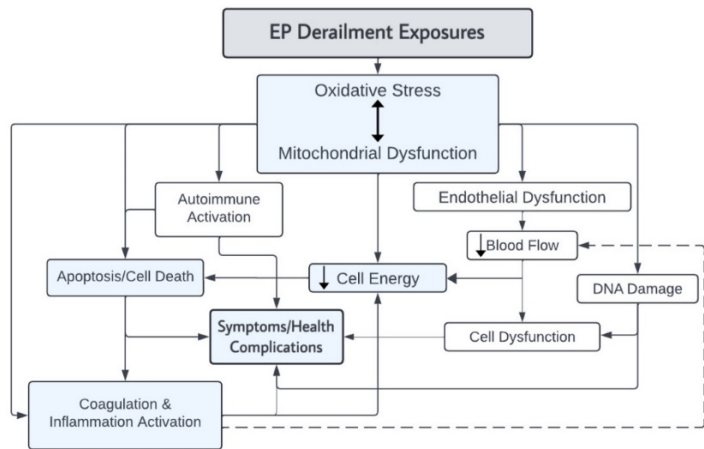 EP Derailment Exposures
Oxidative Stress
Mitochondrial Dysfunction
Autoimmune
Activation
Endothelial Dysfunction
Blood Flow
Apoptosis/Cell Death
Cell Energy
DNA Damage
Symptoms/Health
Complications
Cell Dysfunction
Coagulation &
Inflammation Activation